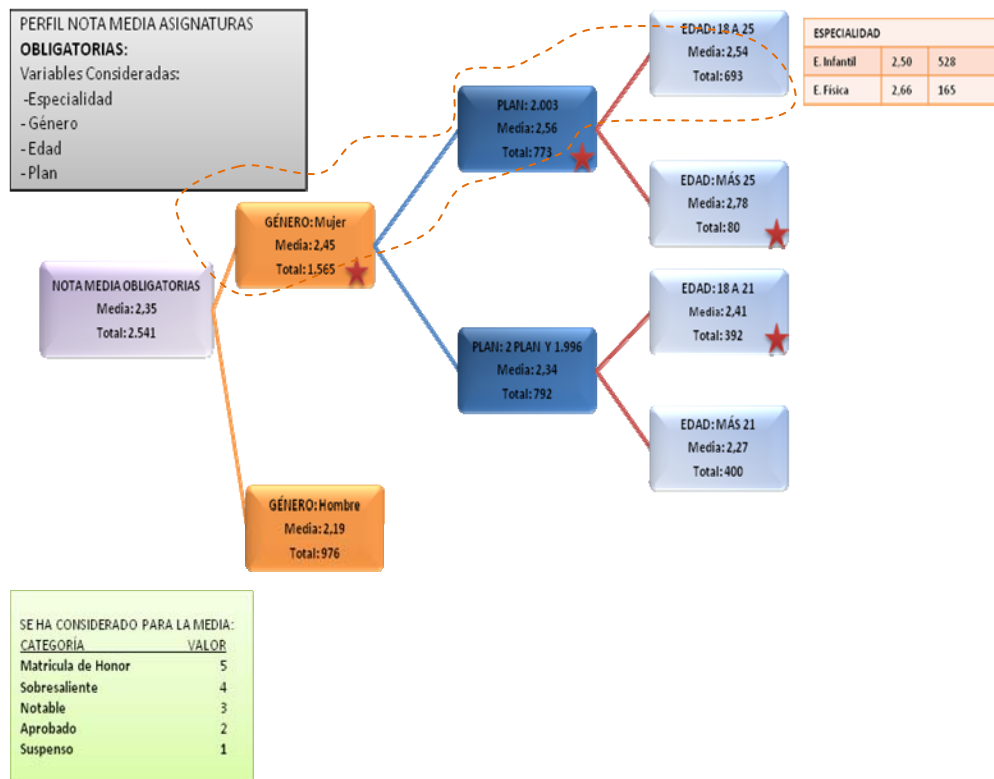 PERFIL NOTA MEDIA ASIGNATURAS
OBLIGATORIAS:
Variables Consideradas:
-Especialidad
- Género
- Edad
- Plan
NOTA MEDIA OBLIGATORIAS
Media: 2,35
Total: 2.541
GÉNERO: Mujer
Media: 2,45
Total: 1.565
GÉNERO: Hombre
Media: 2,19
Total: 976
PLAN: 2.003
Media: 2,56
Total: 773
PLAN: 2 PLAN Y 1.996
Media: 2,34
Total: 792
EDAD: 18 A 25
Media: 2,54
Total: 693
EDAD: MÁS 25
Media: 2,78
Total: 80
EDAD: 18 A 21
Media: 2,41
Total: 392
EDAD: MÁS 21
Media: 2,27
Total: 400
ESPECIALIDAD
E. Infantil 2,50 528
E. Física 2,66 165
SE HA CONSIDERADO PARA LA MEDIA:
CATEGORÍA VALOR
Matricula de Honor 5
Sobresaliente 4
Notable 3
Aprobado 2
Suspenso 1